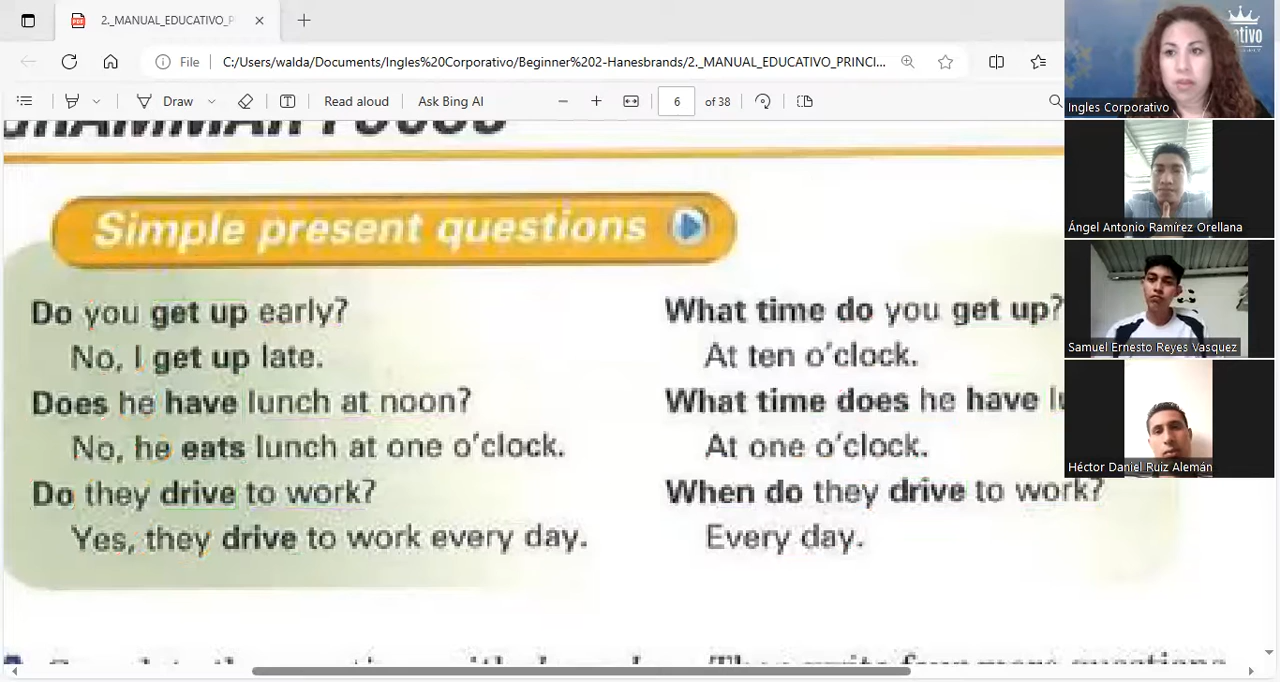 2._MANUAL_EDUCATIVO_P
File
C:/Users/walda/Documents/Ingles%20Corporativo/Beginner%202-Hanesbrands/2._MANUAL_EDUCATIVO_PRINCI...
Draw
Read aloud
Ask Bing AI
6
of 38
GRAMMAR FOCUS
Simple present questions
Do you get up early?
No, I get up late.
Does he have lunch at noon?
No, he eats lunch at one o'clock.
Do they drive to work?
Yes, they drive to work every day.
What time do you get up?
At ten o'clock.
What time does he have
At one o'clock.
When do they drive to work?
Every day.
Ingles Corporativo
Ángel Antonio Ramírez Orellana
Samuel Ernesto Reyes Vasquez
Héctor Daniel Ruiz Alemán